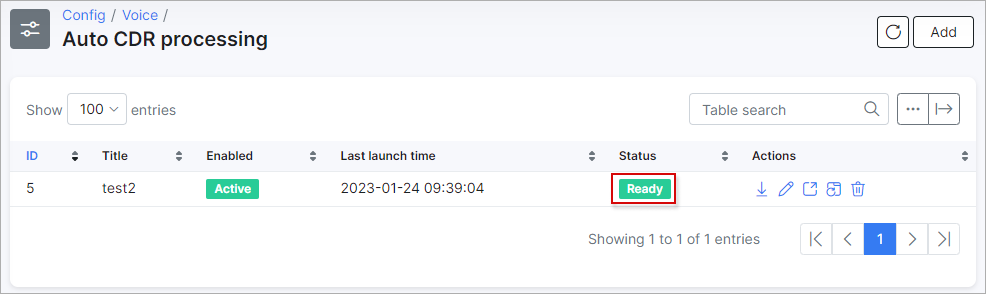 Config / Voice /
Auto CDR processing
Add
Show 100 entries
Table search
ID Title Enabled Last launch time Status Actions
5 test2 Active 2023-01-24 09:39:04 Ready
Showing 1 to 1 of 1 entries
1